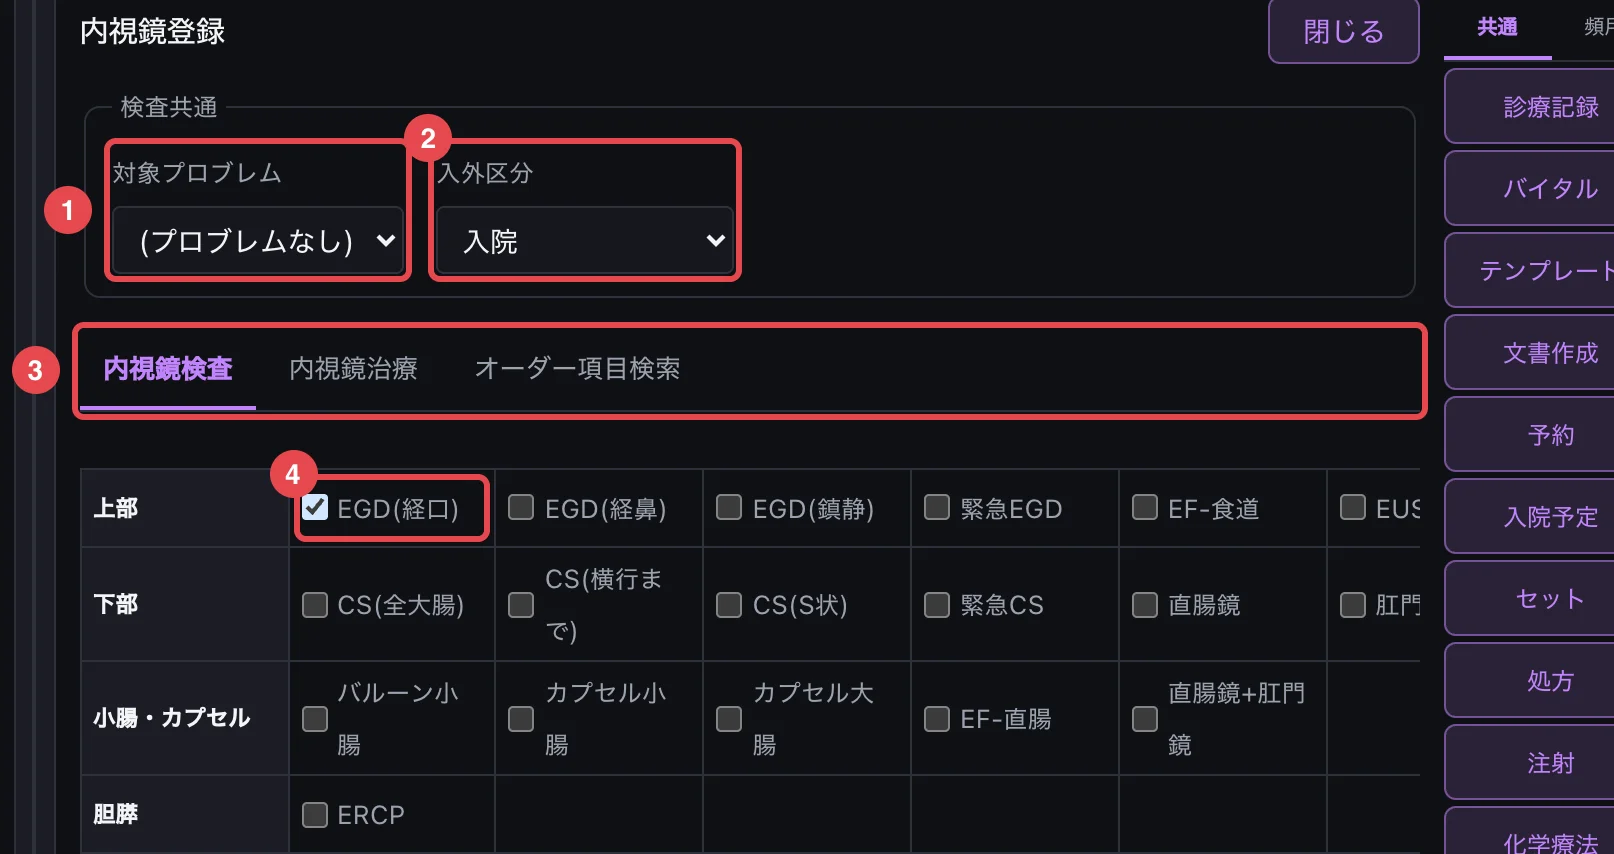 内視鏡登録
閉じる
検査共通
1
対象プロブレム
(プロブレムなし)
2
入外区分
入院
3
内視鏡検査
内視鏡治療
オーダー項目検索
4
上部
EGD(経口)
EGD(経鼻)
EGD(鎮静)
緊急EGD
EF-食道
EUS
下部
CS(全大腸)
CS(横行ま
で)
CS(S状)
緊急CS
直腸鏡
肛門
小腸・カプセル
バルーン小
腸
カプセル小
腸
カプセル大
腸
EF-直腸
直腸鏡+肛門
鏡
胆膵
ERCP
共通
頻用
診療記録
バイタル
テンプレート
文書作成
予約
入院予定
セット
処方
注射
化学療法